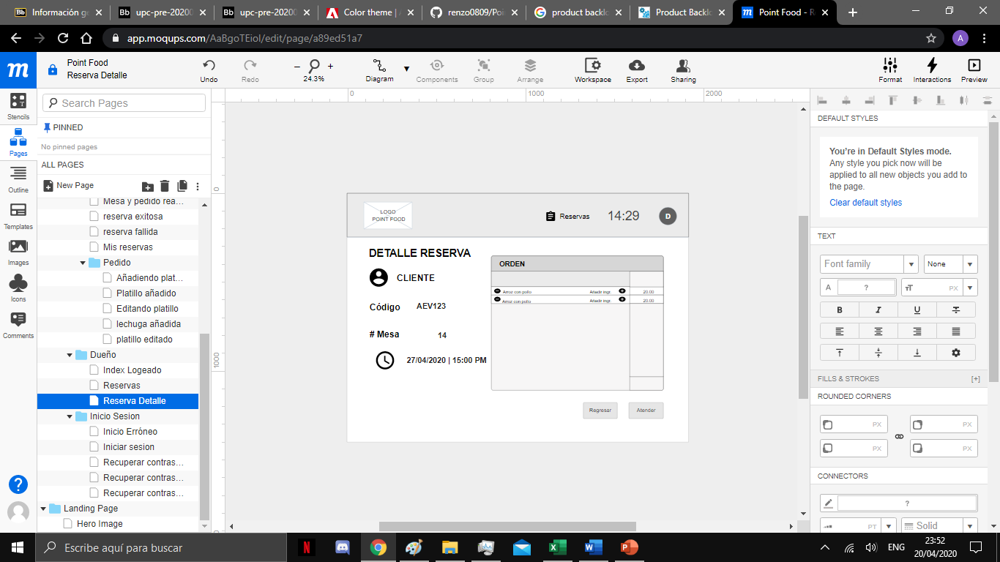 Información ge
upc-pre-20200
upc-pre-20200
Color theme | A
renzo0809/Poi
product backlo
Product Backlo
Point Food - R
app.moqups.com/AaBgoTEiol/edit/page/a89ed51a7
A
Point Food
Reserva Detalle
Undo
Redo
24.3%
Diagram
Components
Group
Arrange
Workspace
Export
Sharing
Format
Interactions
Preview
Stencils
Pages
Outline
Templates
Images
Icons
Comments
Search Pages
PINNED
No pinned pages
ALL PAGES
New Page
Mesa y pedido rea...
reserva exitosa
reserva fallida
Mis reservas
Pedido
Añadiendo plat...
Platillo añadido
Editando platillo
lechuga añadida
platillo editado
Dueño
Index Logeado
Reservas
Reserva Detalle
Inicio Sesion
Inicio Erróneo
Iniciar sesion
Recuperar contras...
Recuperar contras...
Recuperar contras...
Landing Page
Hero Image
0
1000
2000
0
1000
LOGO
POINT FOOD
Reservas
14:29
D
DETALLE RESERVA
CLIENTE
Código
AEV123
# Mesa
14
27/04/2020 | 15:00 PM
ORDEN
Arroz con pollo Añadir ingr. 20.00
Arroz con pollo Añadir ingr. 20.00
Regresar
Atender
DEFAULT STYLES
You're in Default Styles mode.
Any style you pick now will be
applied to all new objects you add to
the page.
Clear default styles
TEXT
Font family
None
A ?
PX
B I U
FILLS & STROKES [+]
ROUNDED CORNERS
PX
PX
PX
PX
CONNECTORS
?
PT
Solid
Escribe aquí para buscar
ENG
23:52
20/04/2020